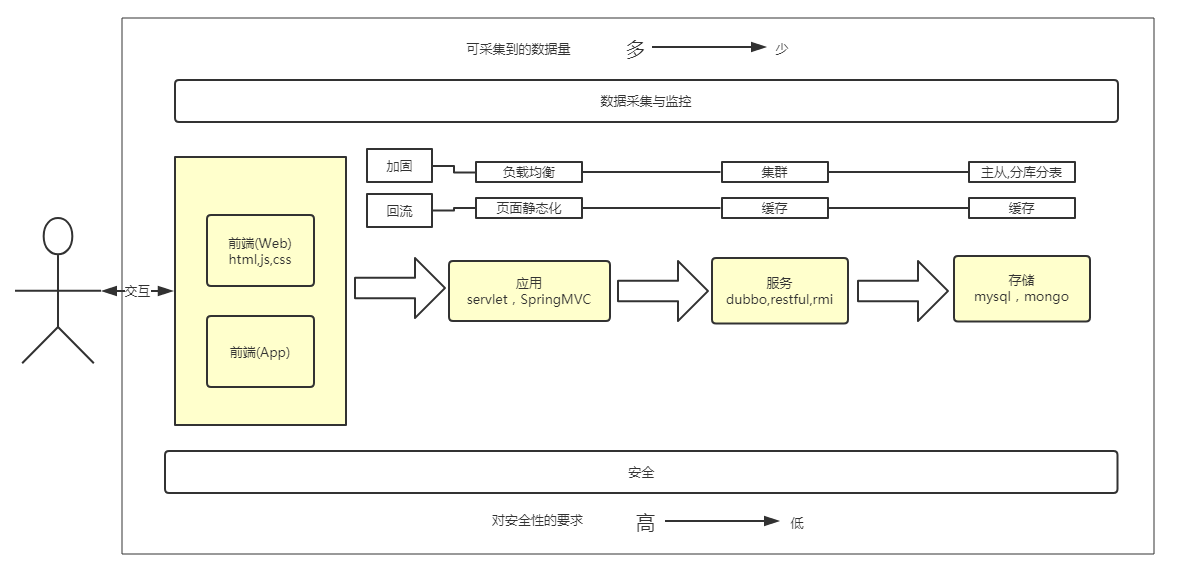 可采集到的数据量 多 少
数据采集与监控
加固 负载均衡 集群 主从,分库分表
回流 页面静态化 缓存 缓存
前端(Web)
html,js,css
交互
前端(App)
应用
servlet，SpringMVC
服务
dubbo,restful,rmi
存储
mysql，mongo
安全
对安全性的要求 高 低